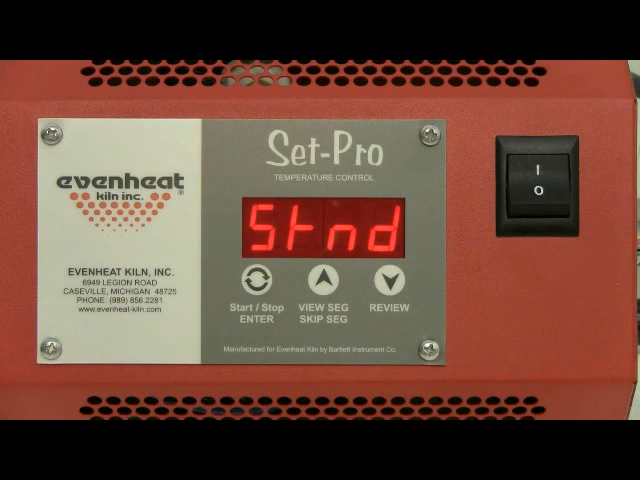 evenheat®
kiln inc.
EVENHEAT KILN, INC.
6949 LEGION ROAD
CASEVILLE, MICHIGAN 48725
PHONE: (989) 856.2281
www.evenheat-kiln.com
Set-Pro
TEMPERATURE CONTROL
Stnd
Start / Stop
ENTER
VIEW SEG
SKIP SEG
REVIEW
Manufactured for Evenheat Kiln by Bartlett Instrument Co.
I
O